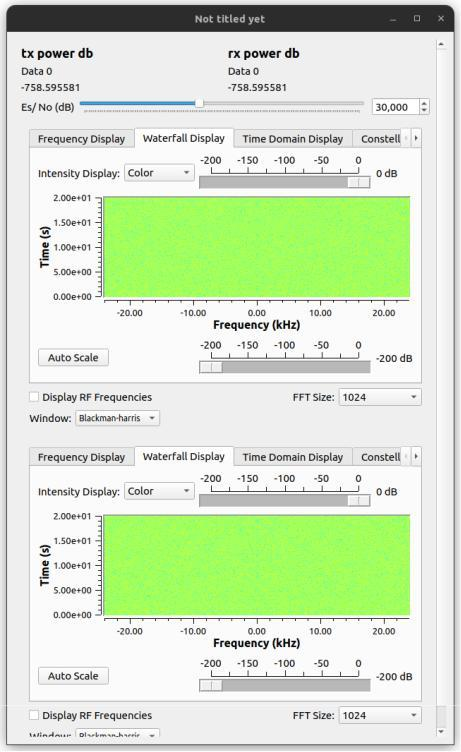 Not titled yet
tx power db rx power db
Data 0 Data 0
-758.595581 -758.595581
Es/ No (dB) 30,000
Frequency Display Waterfall Display Time Domain Display Constell
-200 -150 -100 -50 0
Intensity Display: Color 0 dB
2.00e+01
1.50e+01
1.00e+01
5.00e+00
0.00e+00
Time (s)
-20.00 -10.00 0.00 10.00 20.00
Frequency (kHz)
-200 -150 -100 -50 0
Auto Scale -200 dB
Display RF Frequencies FFT Size: 1024
Window: Blackman-harris
Frequency Display Waterfall Display Time Domain Display Constell
-200 -150 -100 -50 0
Intensity Display: Color 0 dB
2.00e+01
1.50e+01
1.00e+01
5.00e+00
0.00e+00
Time (s)
-20.00 -10.00 0.00 10.00 20.00
Frequency (kHz)
-200 -150 -100 -50 0
Auto Scale -200 dB
Display RF Frequencies FFT Size: 1024
Window: Blackman-harris